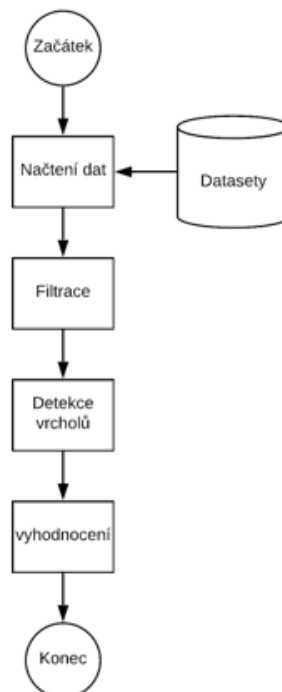 Začátek
Načtení dat
Datasety
Filtrace
Detekce
vrcholů
vyhodnocení
Konec